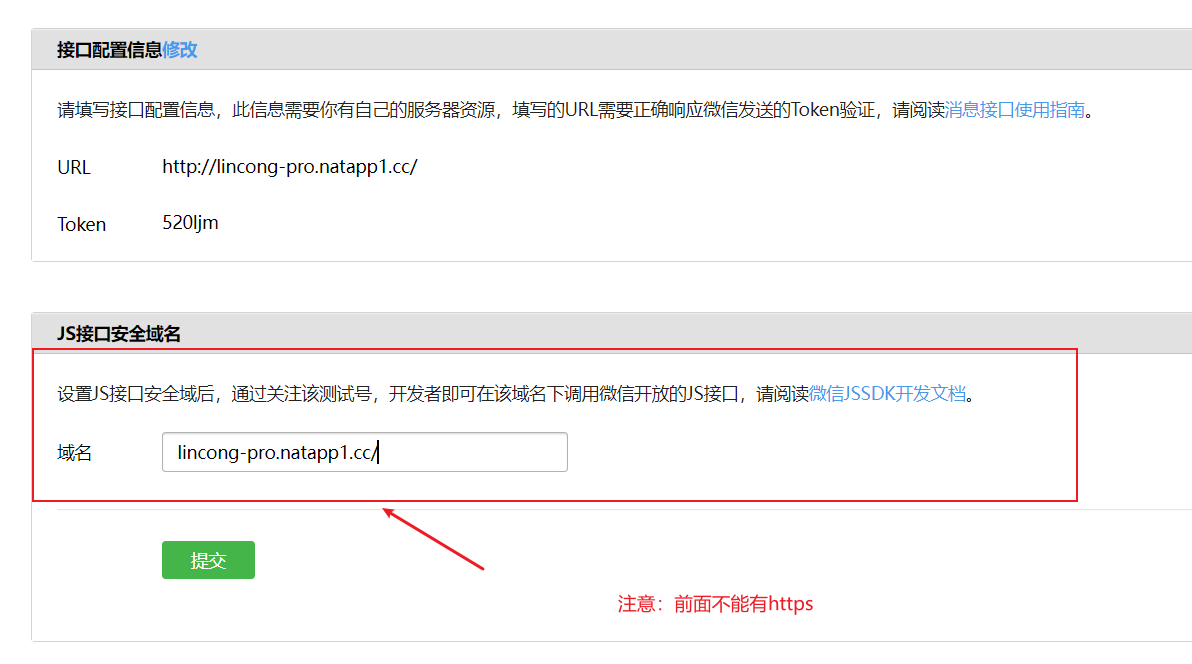 接口配置信息修改
请填写接口配置信息，此信息需要你有自己的服务器资源，填写的URL需要正确响应微信发送的Token验证，请阅读消息接口使用指南。
URL http://lincong-pro.natapp1.cc/
Token 520ljm
JS接口安全域名
设置JS接口安全域后，通过关注该测试号，开发者即可在该域名下调用微信开放的JS接口，请阅读微信JSSDK开发文档。
域名 lincong-pro.natapp1.cc/
提交
注意：前面不能有https